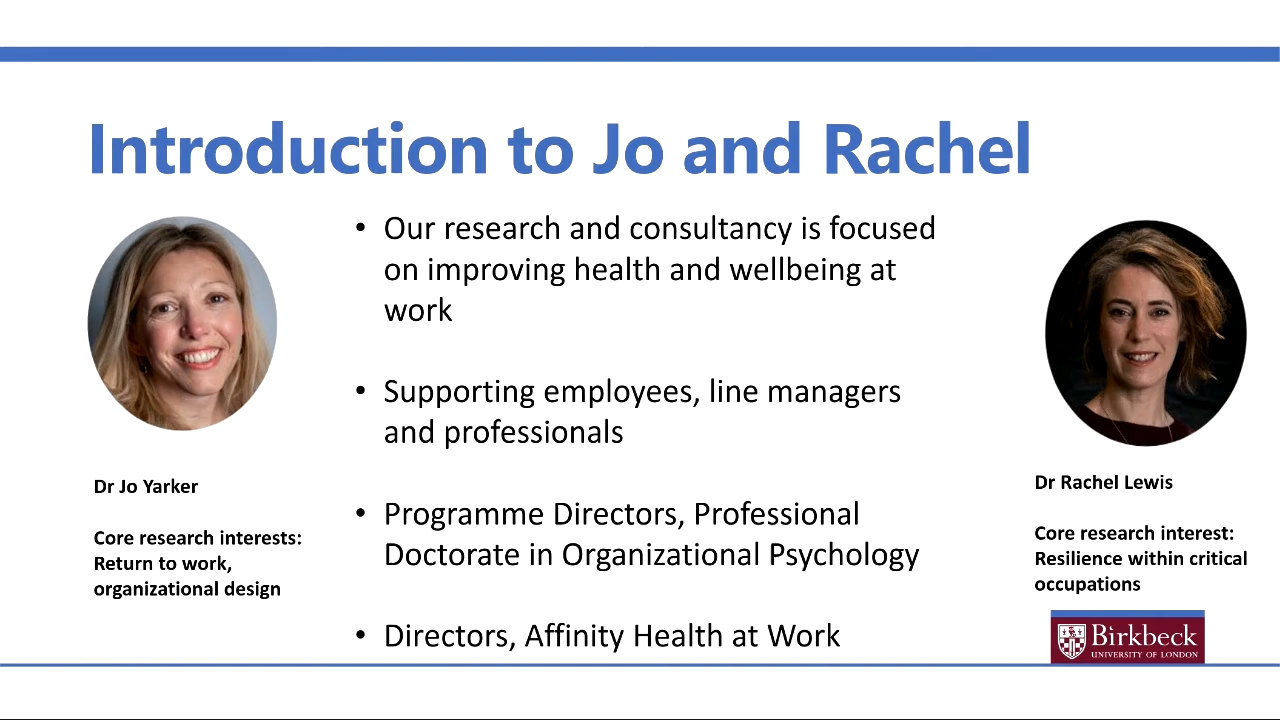 Introduction to Jo and Rachel
• Our research and consultancy is focused
on improving health and wellbeing at
work
• Supporting employees, line managers
and professionals
• Programme Directors, Professional
Doctorate in Organizational Psychology
• Directors, Affinity Health at Work
Dr Jo Yarker
Core research interests:
Return to work,
organizational design
Dr Rachel Lewis
Core research interest:
Resilience within critical
occupations
Birkbeck
UNIVERSITY OF LONDON